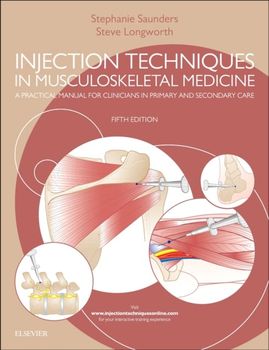 Stephanie Saunders
Steve Longworth
INJECTION TECHNIQUES
IN MUSCULOSKELETAL MEDICINE
A PRACTICAL MANUAL FOR CLINICIANS IN PRIMARY AND SECONDARY CARE
FIFTH EDITION
Visit
www.injectiontechniquesonline.com
for your interactive training experience
ELSEVIER